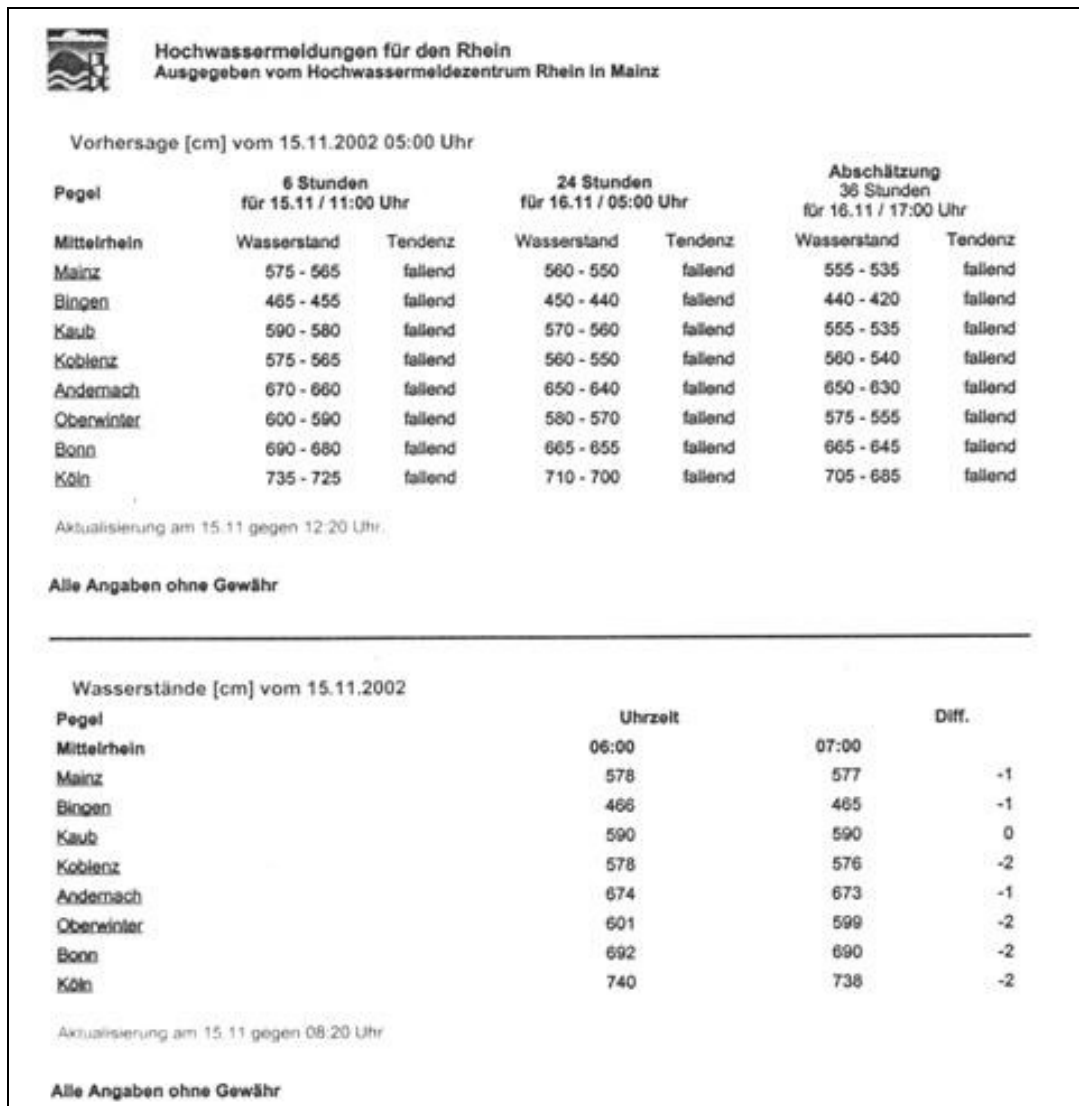 Hochwassermeldungen für den Rhein
Ausgegeben vom Hochwassermeldezentrum Rhein in Mainz
Vorhersage [cm] vom 15.11.2002 05:00 Uhr
Pegel 6 Stunden für 15.11 / 11:00 Uhr 24 Stunden für 16.11 / 05:00 Uhr Abschätzung 36 Stunden für 16.11 / 17:00 Uhr
Mittelrhein Wasserstand Tendenz Wasserstand Tendenz Wasserstand Tendenz
Mainz 575 - 565 fallend 560 - 550 fallend 555 - 535 fallend
Bingen 465 - 455 fallend 450 - 440 fallend 440 - 420 fallend
Kaub 590 - 580 fallend 570 - 560 fallend 555 - 535 fallend
Koblenz 575 - 565 fallend 560 - 550 fallend 560 - 540 fallend
Andernach 670 - 660 fallend 650 - 640 fallend 650 - 630 fallend
Oberwinter 600 - 590 fallend 580 - 570 fallend 575 - 555 fallend
Bonn 690 - 680 fallend 665 - 655 fallend 665 - 645 fallend
Köln 735 - 725 fallend 710 - 700 fallend 705 - 685 fallend
Aktualisierung am 15.11 gegen 12:20 Uhr.
Alle Angaben ohne Gewähr
Wasserstände [cm] vom 15.11.2002
Pegel Uhrzeit Diff.
Mittelrhein 06:00 07:00
Mainz 578 577 -1
Bingen 466 465 -1
Kaub 590 590 0
Koblenz 578 576 -2
Andernach 674 673 -1
Oberwinter 601 599 -2
Bonn 692 690 -2
Köln 740 738 -2
Aktualisierung am 15.11 gegen 08:20 Uhr
Alle Angaben ohne Gewähr